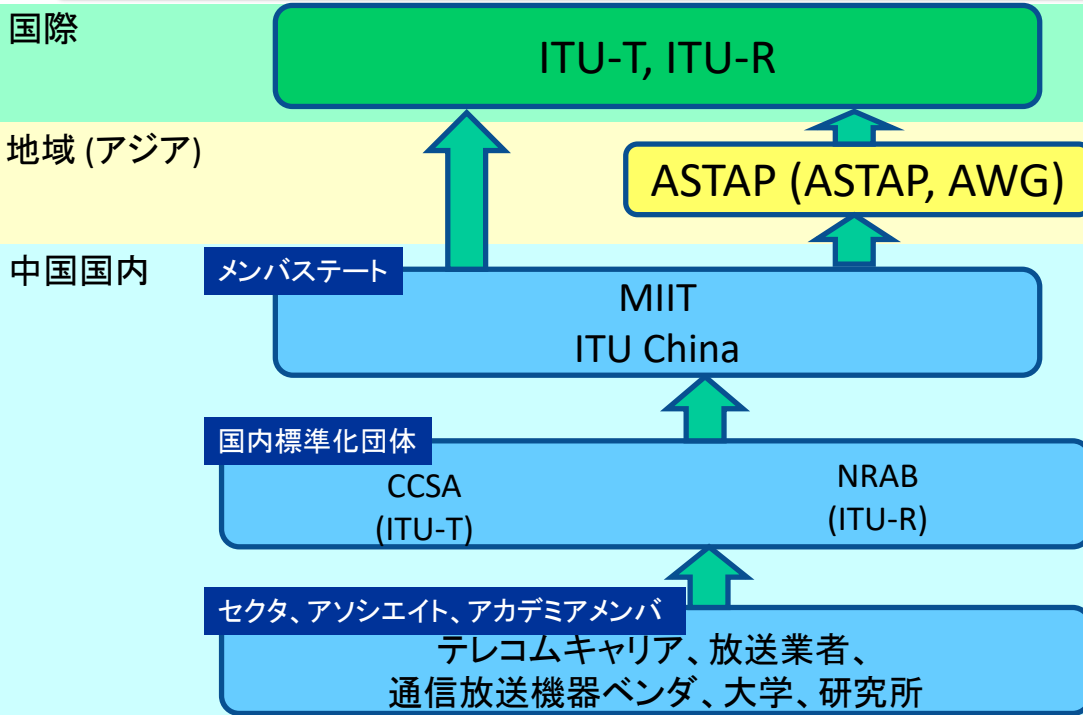 国際
ITU-T, ITU-R
地域 (アジア)
ASTAP (ASTAP, AWG)
中国国内
メンバステート
MIIT
ITU China
国内標準化団体
CCSA
(ITU-T)
NRAB
(ITU-R)
セクタ、アソシエイト、アカデミアメンバ
テレコムキャリア、放送業者、
通信放送機器ベンダ、大学、研究所